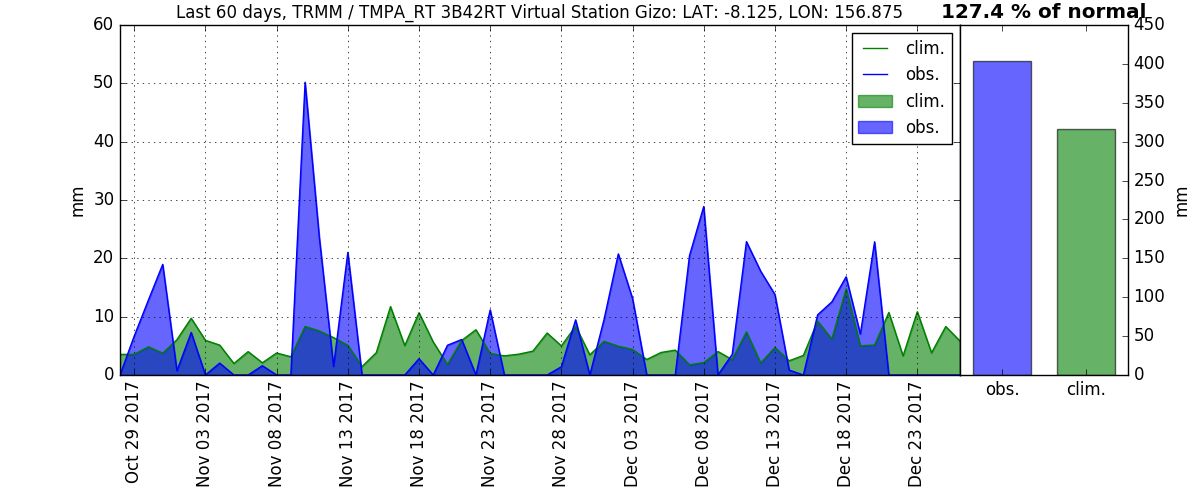 Last 60 days, TRMM / TMPA_RT 3B42RT Virtual Station Gizo: LAT: -8.125, LON: 156.875
127.4 % of normal
60
50
40
30
20
10
0
mm
clim.
obs.
clim.
obs.
450
400
350
300
250
200
150
100
50
0
mm
obs.
clim.
Oct 29 2017
Nov 03 2017
Nov 08 2017
Nov 13 2017
Nov 18 2017
Nov 23 2017
Nov 28 2017
Dec 03 2017
Dec 08 2017
Dec 13 2017
Dec 18 2017
Dec 23 2017